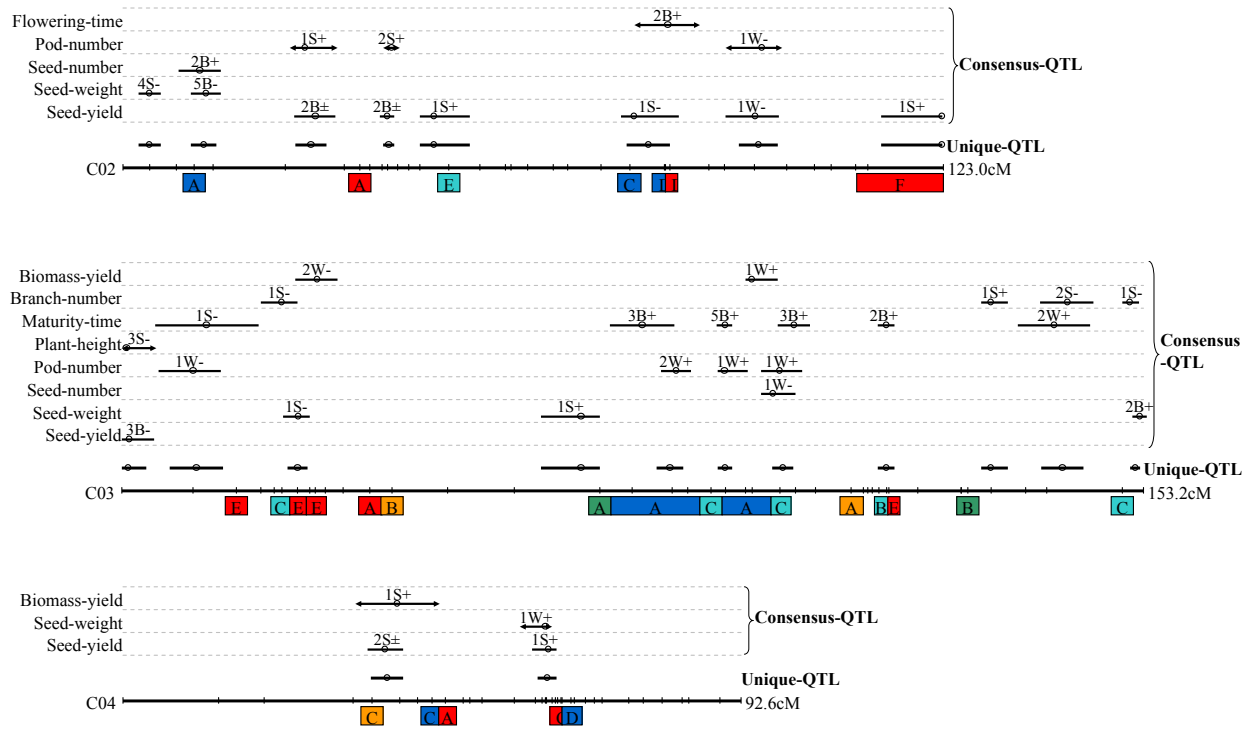 Flowering-time 2B+
Pod-number 1S+ 2S+ 1W-
Seed-number 2B+
Consensus-QTL
Seed-weight 4S- 5B-
Seed-yield 2B± 2B± 1S+ 1S- 1W- 1S+
Unique-QTL
C02 123.0cM
A A E C F
Biomass-yield 2W- 1W+
Branch-number 1S- 1S+ 2S- 1S-
Maturity-time 1S- 3B+ 5B+ 3B+ 2B+ 2W+
Plant-height 3S-
Consensus
-QTL
Pod-number 1W- 2W+ 1W+ 1W+
Seed-number 1W-
Seed-weight 1S- 1S+ 2B+
Seed-yield 3B-
Unique-QTL
C03 153.2cM
E C E E A B A A C A C A B E B C
Biomass-yield 1S+
Consensus-QTL
Seed-weight 1W+
Seed-yield 2S± 1S+
Unique-QTL
C04 92.6cM
C C A D